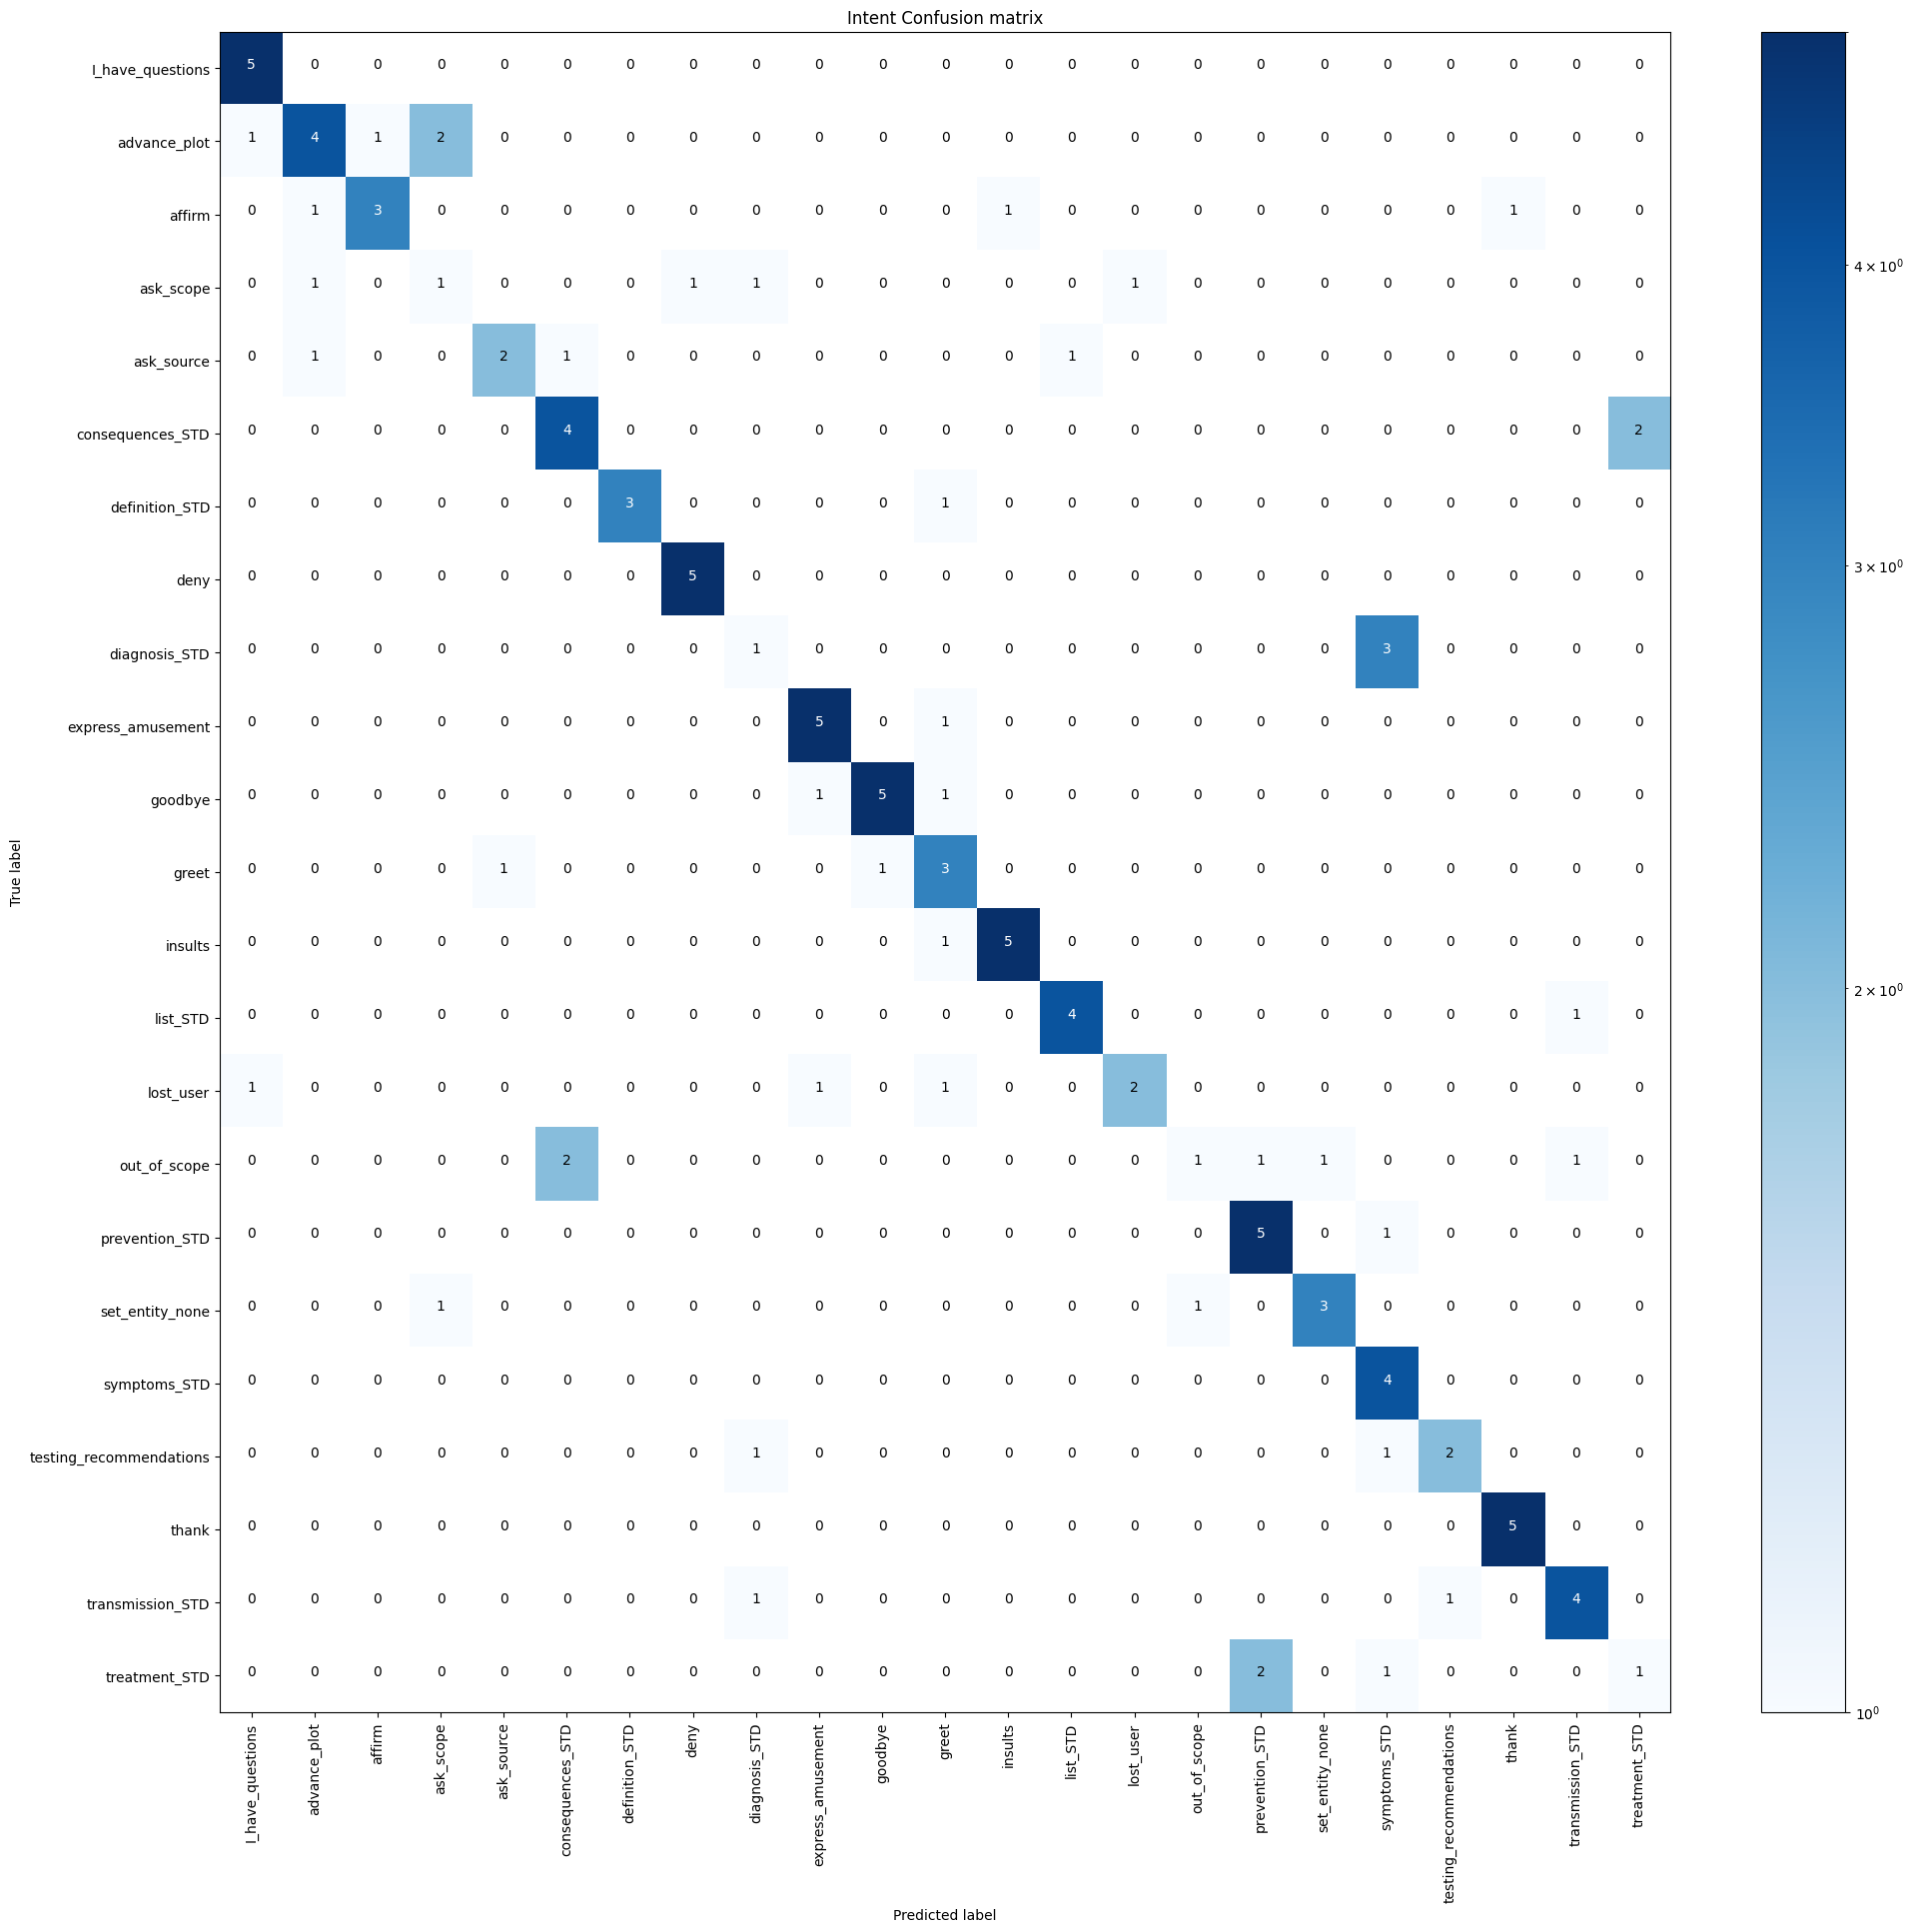 Intent Confusion matrix
I_have_questions 5 0 0 0 0 0 0 0 0 0 0 0 0 0 0 0 0 0 0 0 0 0 0
advance_plot 1 4 1 2 0 0 0 0 0 0 0 0 0 0 0 0 0 0 0 0 0 0 0
affirm 0 1 3 0 0 0 0 0 0 0 0 0 1 0 0 0 0 0 0 0 1 0 0
ask_scope 0 1 0 1 0 0 0 1 1 0 0 0 0 0 1 0 0 0 0 0 0 0 0
ask_source 0 1 0 0 2 1 0 0 0 0 0 0 0 1 0 0 0 0 0 0 0 0 0
consequences_STD 0 0 0 0 0 4 0 0 0 0 0 0 0 0 0 0 0 0 0 0 0 0 2
definition_STD 0 0 0 0 0 0 3 0 0 0 0 1 0 0 0 0 0 0 0 0 0 0 0
deny 0 0 0 0 0 0 0 5 0 0 0 0 0 0 0 0 0 0 0 0 0 0 0
diagnosis_STD 0 0 0 0 0 0 0 0 1 0 0 0 0 0 0 0 0 0 3 0 0 0 0
express_amusement 0 0 0 0 0 0 0 0 0 5 0 1 0 0 0 0 0 0 0 0 0 0 0
goodbye 0 0 0 0 0 0 0 0 0 1 5 1 0 0 0 0 0 0 0 0 0 0 0
greet 0 0 0 0 1 0 0 0 0 0 1 3 0 0 0 0 0 0 0 0 0 0 0
insults 0 0 0 0 0 0 0 0 0 0 0 1 5 0 0 0 0 0 0 0 0 0 0
list_STD 0 0 0 0 0 0 0 0 0 0 0 0 0 4 0 0 0 0 0 0 0 1 0
lost_user 1 0 0 0 0 0 0 0 0 1 0 1 0 0 2 0 0 0 0 0 0 0 0
out_of_scope 0 0 0 0 0 2 0 0 0 0 0 0 0 0 0 1 1 1 0 0 0 1 0
prevention_STD 0 0 0 0 0 0 0 0 0 0 0 0 0 0 0 0 5 0 1 0 0 0 0
set_entity_none 0 0 0 1 0 0 0 0 0 0 0 0 0 0 0 1 0 3 0 0 0 0 0
symptoms_STD 0 0 0 0 0 0 0 0 0 0 0 0 0 0 0 0 0 0 4 0 0 0 0
testing_recommendations 0 0 0 0 0 0 0 0 1 0 0 0 0 0 0 0 0 0 1 2 0 0 0
thank 0 0 0 0 0 0 0 0 0 0 0 0 0 0 0 0 0 0 0 0 5 0 0
transmission_STD 0 0 0 0 0 0 0 0 1 0 0 0 0 0 0 0 0 0 0 1 0 4 0
treatment_STD 0 0 0 0 0 0 0 0 0 0 0 0 0 0 0 0 2 0 1 0 0 0 1
True label
I_have_questions
advance_plot
affirm
ask_scope
ask_source
consequences_STD
definition_STD
deny
diagnosis_STD
express_amusement
goodbye
greet
insults
list_STD
lost_user
out_of_scope
prevention_STD
set_entity_none
symptoms_STD
testing_recommendations
thank
transmission_STD
treatment_STD
Predicted label
4 × 10⁰
3 × 10⁰
2 × 10⁰
10⁰